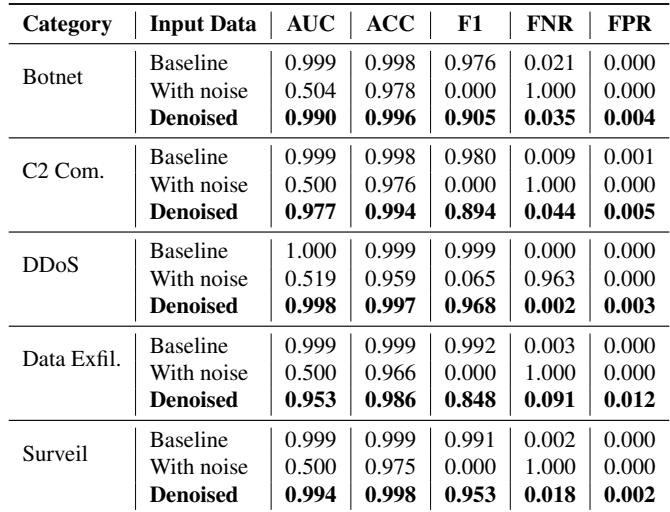 Category Input Data AUC ACC F1 FNR FPR
Botnet
Baseline 0.999 0.998 0.976 0.021 0.000
With noise 0.504 0.978 0.000 1.000 0.000
Denoised 0.990 0.996 0.905 0.035 0.004
C2 Com.
Baseline 0.999 0.998 0.980 0.009 0.001
With noise 0.500 0.976 0.000 1.000 0.000
Denoised 0.977 0.994 0.894 0.044 0.005
DDoS
Baseline 1.000 0.999 0.999 0.000 0.000
With noise 0.519 0.959 0.065 0.963 0.000
Denoised 0.998 0.997 0.968 0.002 0.003
Data Exfil.
Baseline 0.999 0.999 0.992 0.003 0.000
With noise 0.500 0.966 0.000 1.000 0.000
Denoised 0.953 0.986 0.848 0.091 0.012
Surveil
Baseline 0.999 0.999 0.991 0.002 0.000
With noise 0.500 0.975 0.000 1.000 0.000
Denoised 0.994 0.998 0.953 0.018 0.002